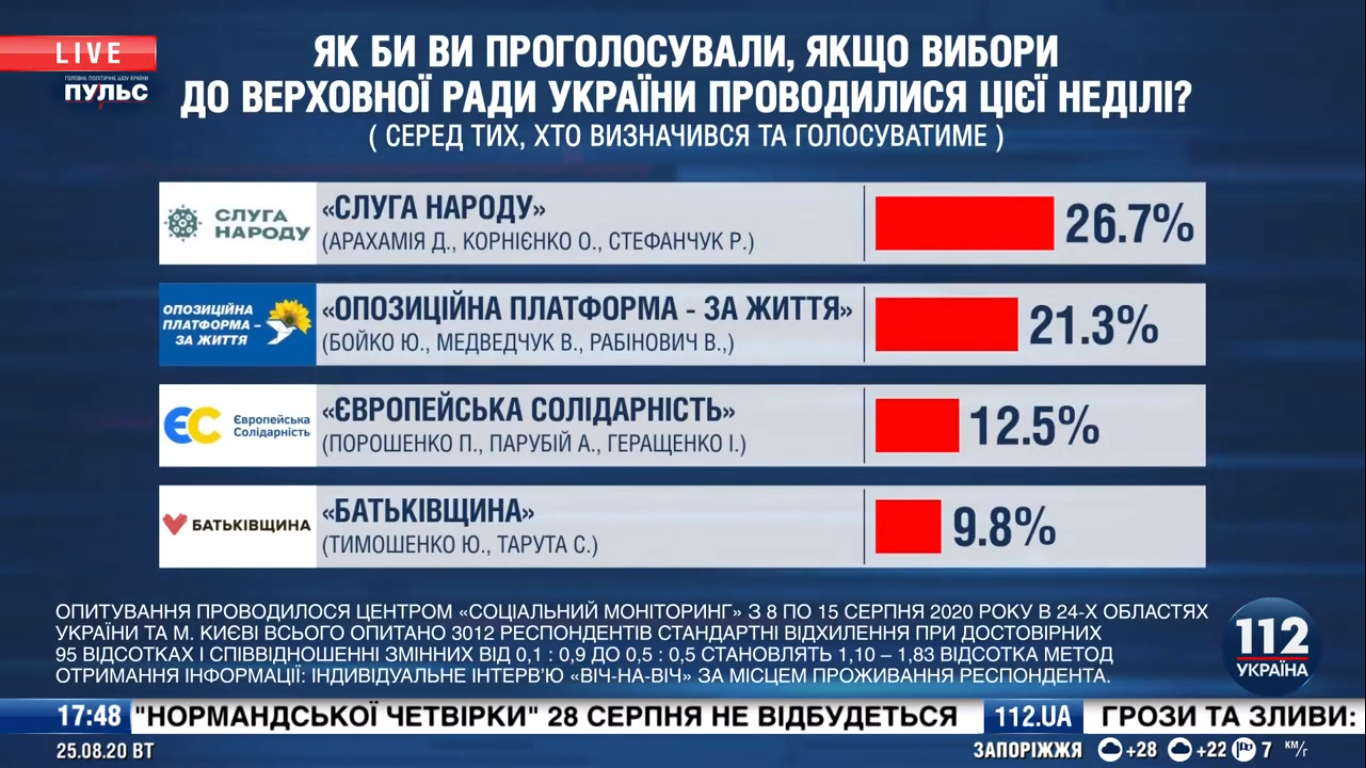 LIVE
ГОЛОВНЕ ПОЛІТИЧНЕ ШОУ КРАЇНИ
ПУЛЬС
ЯК БИ ВИ ПРОГОЛОСУВАЛИ, ЯКЩО ВИБОРИ
ДО ВЕРХОВНОЇ РАДИ УКРАЇНИ ПРОВОДИЛИСЯ ЦІЄЇ НЕДІЛІ?
( СЕРЕД ТИХ, ХТО ВИЗНАЧИВСЯ ТА ГОЛОСУВАТИМЕ )
СЛУГА
НАРОДУ
«СЛУГА НАРОДУ»
(АРАХАМІЯ Д., КОРНІЄНКО О., СТЕФАНЧУК Р.)
26.7%
ОПОЗИЦІЙНА
ПЛАТФОРМА –
ЗА ЖИТТЯ
«ОПОЗИЦІЙНА ПЛАТФОРМА - ЗА ЖИТТЯ»
(БОЙКО Ю., МЕДВЕДЧУК В., РАБІНОВИЧ В.,)
21.3%
ЄС
Європейська
Солідарність
«ЄВРОПЕЙСЬКА СОЛІДАРНІСТЬ»
(ПОРОШЕНКО П., ПАРУБІЙ А., ГЕРАЩЕНКО І.)
12.5%
БАТЬКІВЩИНА
«БАТЬКІВЩИНА»
(ТИМОШЕНКО Ю., ТАРУТА С.)
9.8%
ОПИТУВАННЯ ПРОВОДИЛОСЯ ЦЕНТРОМ «СОЦІАЛЬНИЙ МОНІТОРИНГ» З 8 ПО 15 СЕРПНЯ 2020 РОКУ В 24-Х ОБЛАСТЯХ
УКРАЇНИ ТА М. КИЄВІ ВСЬОГО ОПИТАНО 3012 РЕСПОНДЕНТІВ СТАНДАРТНІ ВІДХИЛЕННЯ ПРИ ДОСТОВІРНИХ
95 ВІДСОТКАХ І СПІВВІДНОШЕННІ ЗМІННИХ ВІД 0,1 : 0,9 ДО 0,5 : 0,5 СТАНОВЛЯТЬ 1,10 – 1,83 ВІДСОТКА МЕТОД
ОТРИМАННЯ ІНФОРМАЦІЇ: ІНДИВІДУАЛЬНЕ ІНТЕРВ'Ю «ВІЧ-НА-ВІЧ» ЗА МІСЦЕМ ПРОЖИВАННЯ РЕСПОНДЕНТА.
112
УКРАЇНА
17:48 "НОРМАНДСЬКОЇ ЧЕТВІРКИ" 28 СЕРПНЯ НЕ ВІДБУДЕТЬСЯ 112.UA ГРОЗИ ТА ЗЛИВИ:
25.08.20 ВТ ЗАПОРІЖЖЯ +28 +22 7 КМ/Г